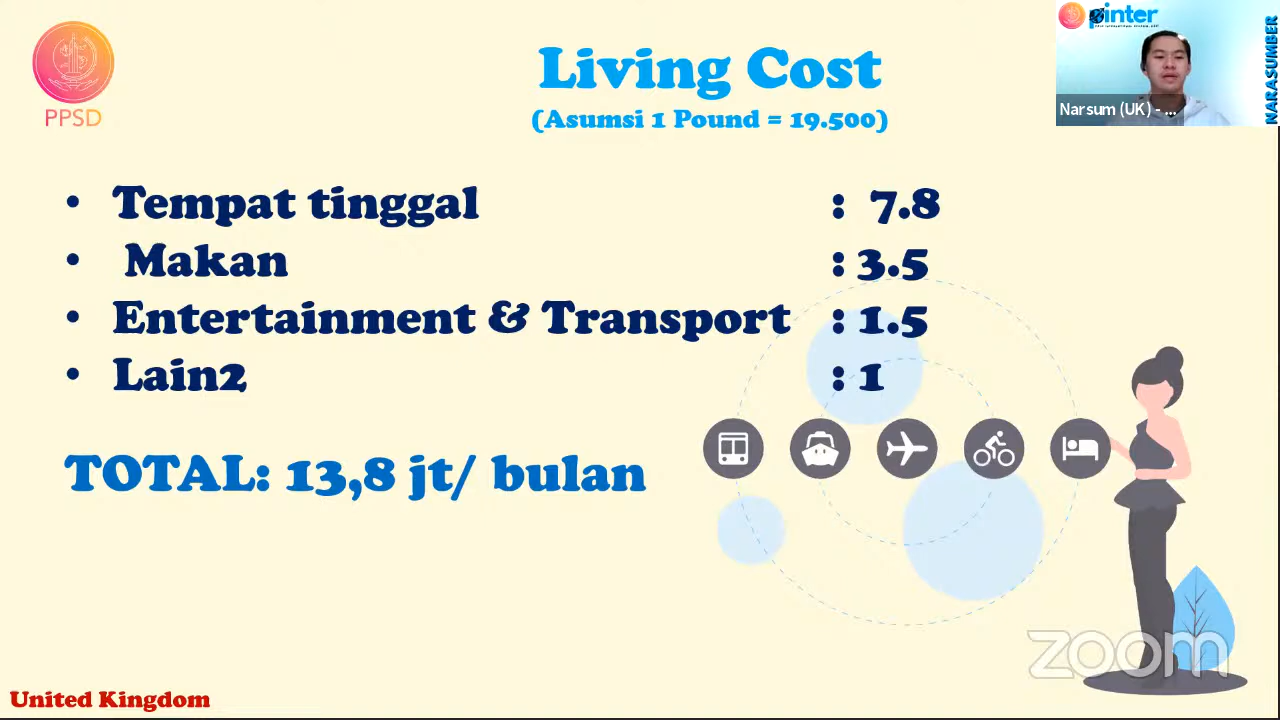 PPSD
Living Cost
(Asumsi 1 Pound = 19.500)
pinter
NARASUMBER
Narsum (UK) - ...
• Tempat tinggal : 7.8
• Makan : 3.5
• Entertainment & Transport : 1.5
• Lain2 : 1
TOTAL: 13,8 jt/ bulan
zoom
United Kingdom